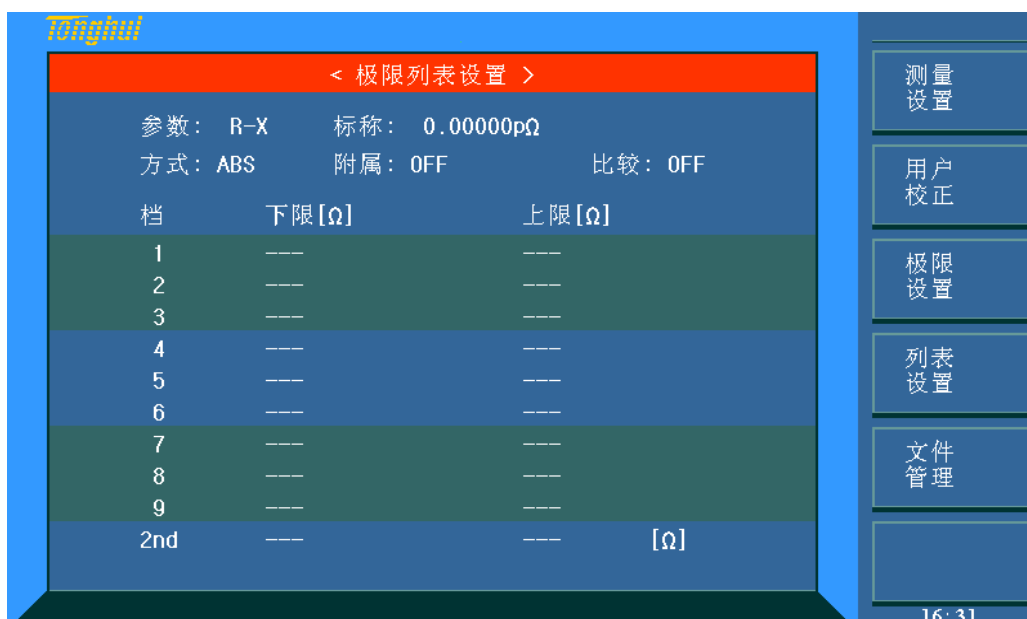 Tonghui
< 极限列表设置 >
参数: R-X 标称: 0.00000pΩ
方式: ABS 附属: OFF 比较: OFF
档 下限[Ω] 上限[Ω]
1 --- ---
2 --- ---
3 --- ---
4 --- ---
5 --- ---
6 --- ---
7 --- ---
8 --- ---
9 --- ---
2nd --- --- [Ω]
测量
设置
用户
校正
极限
设置
列表
设置
文件
管理
16:31